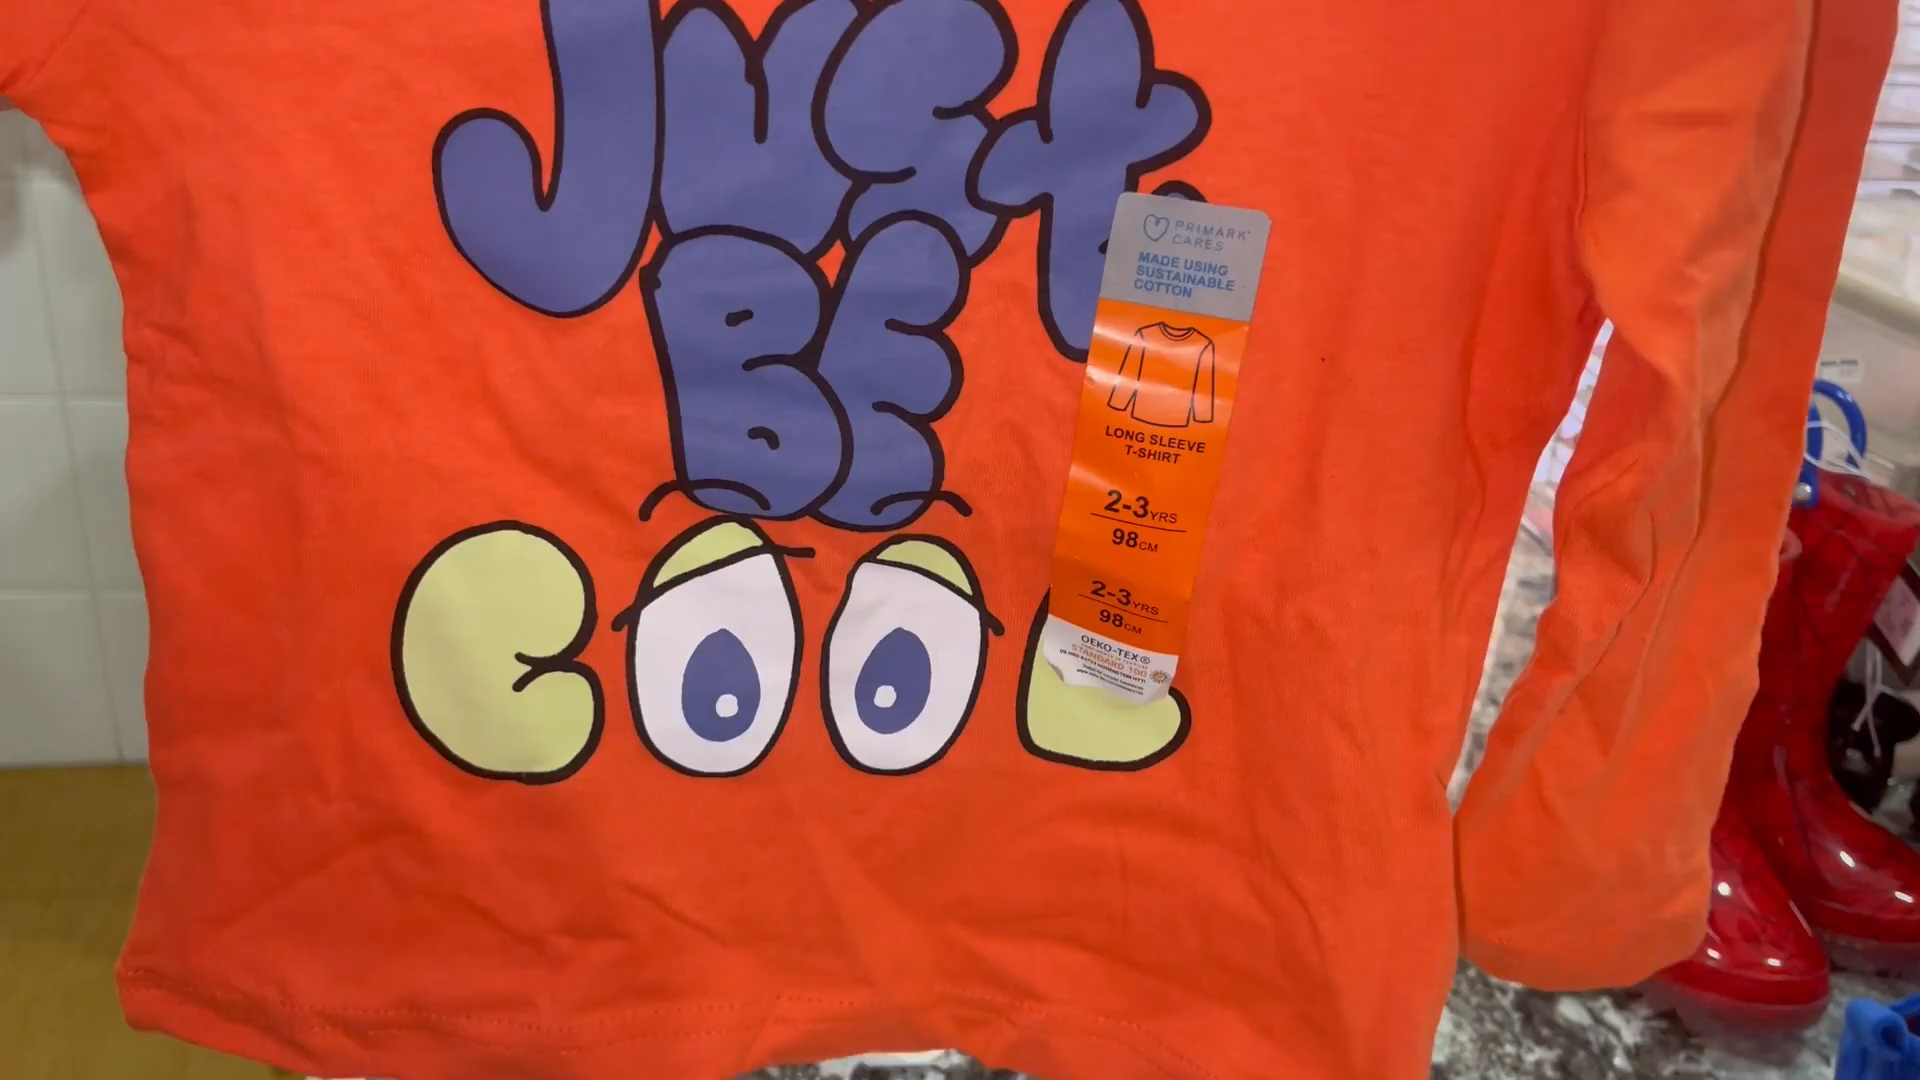 Just
BE
COOL
PRIMARK
CARES
MADE USING
SUSTAINABLE
COTTON
LONG SLEEVE
T-SHIRT
2-3YRS
98CM
2-3YRS
98CM
OEKO-TEX®
STANDARD 100